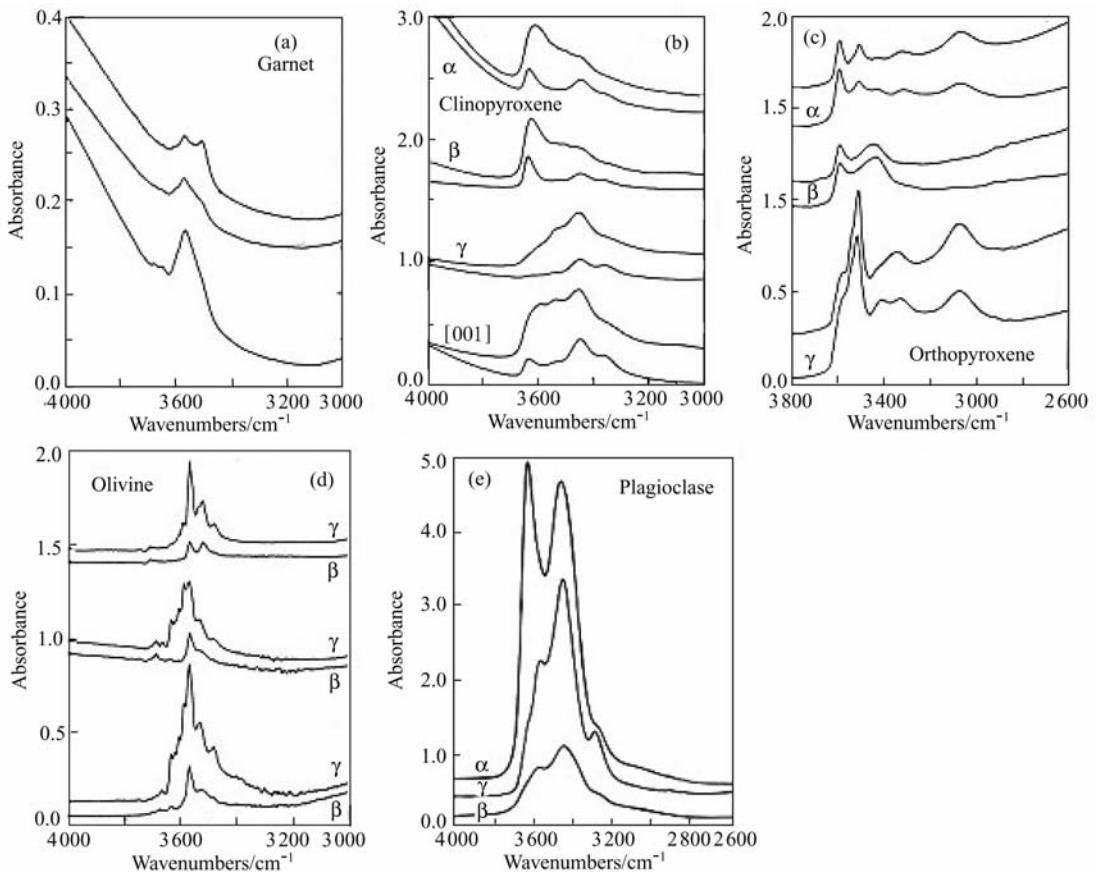 (a)
Garnet
0.4
0.3
0.2
0.1
0.0
Absorbance
4000 3600 3200 3000
Wavenumbers/cm⁻¹
(b)
Clinopyroxene
3.0
2.0
1.0
0.0
Absorbance
α
β
γ
[001]
4000 3600 3200 3000
Wavenumbers/cm⁻¹
(c)
Orthopyroxene
2.0
1.5
1.5
0.5
0.0
Absorbance
α
β
γ
3800 3400 3000 2600
Wavenumbers/cm⁻¹
Olivine
(d)
2.0
1.5
1.0
0.5
0.0
Absorbance
γ
β
γ
β
γ
β
4000 3600 3200 3000
Wavenumbers/cm⁻¹
(e)
Plagioclase
5.0
4.0
3.0
2.0
1.0
0.0
Absorbance
α
γ
β
4000 3600 3200 2800 2600
Wavenumbers/cm⁻¹